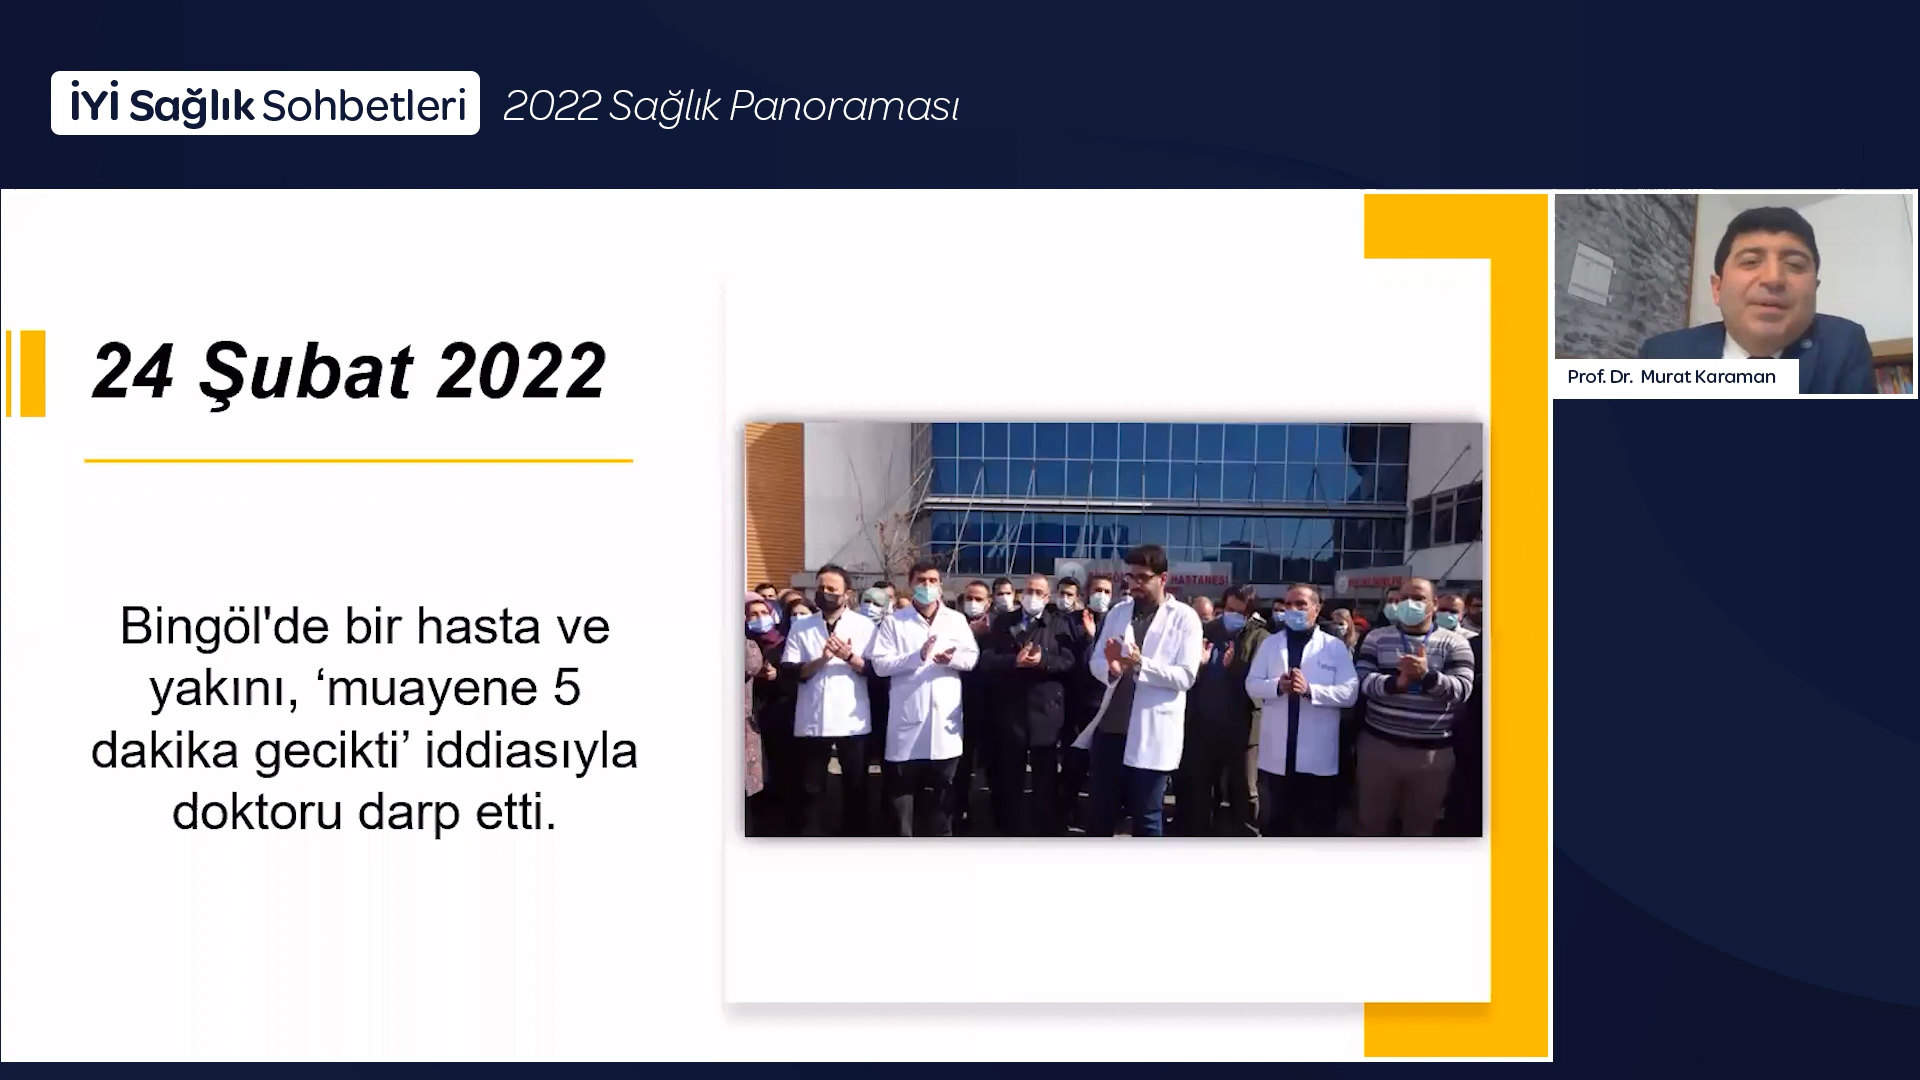 İYİ Sağlık Sohbetleri 2022 Sağlık Panoraması
Prof. Dr. Murat Karaman
24 Şubat 2022
Bingöl'de bir hasta ve
yakını, ‘muayene 5
dakika gecikti’ iddiasıyla
doktoru darp etti.
HASTANESİ